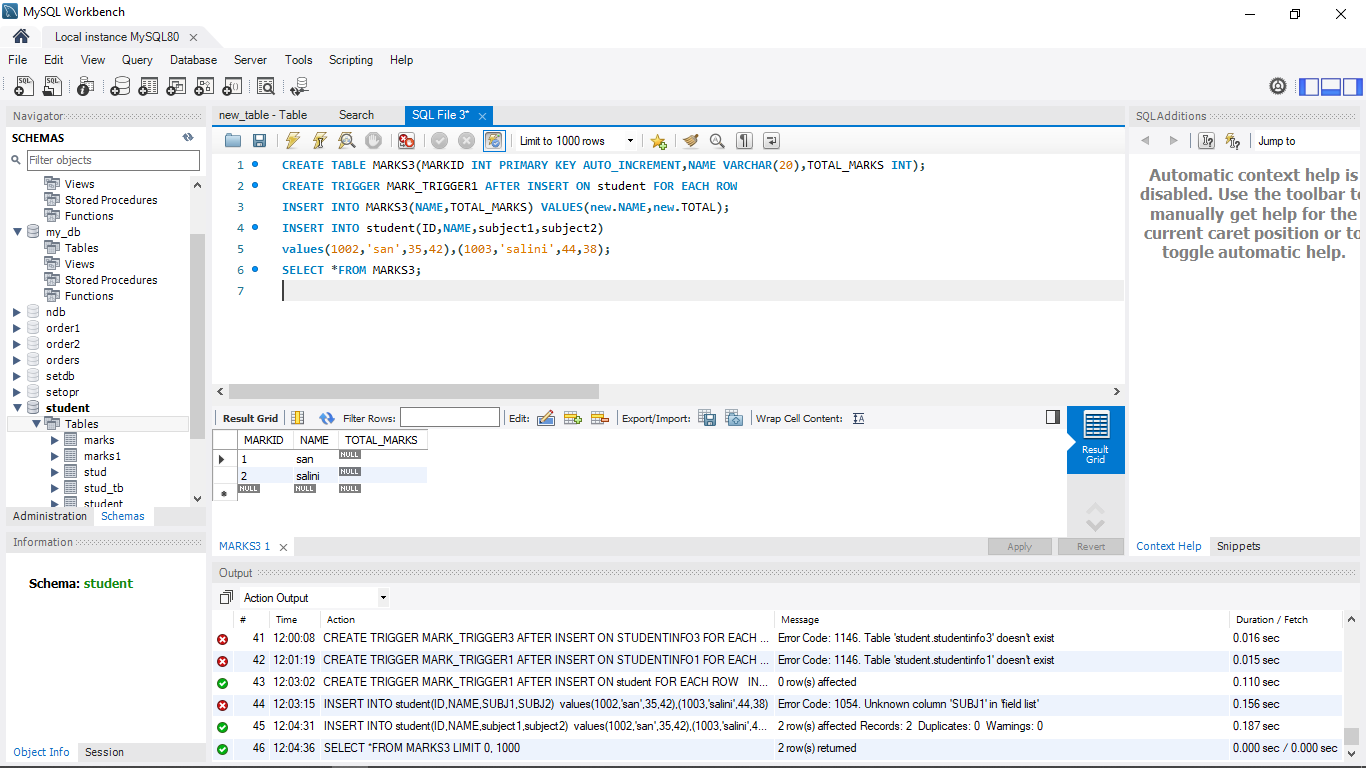 MySQL Workbench
Local instance MySQL80
File Edit View Query Database Server Tools Scripting Help
Navigator
SCHEMAS
Filter objects
Views
Stored Procedures
Functions
my_db
Tables
Views
Stored Procedures
Functions
ndb
order1
order2
orders
setdb
setopr
student
Tables
marks
marks1
stud
stud_tb
student
Administration Schemas
Information
Schema: student
Object Info Session
new_table - Table Search SQL File 3*
Limit to 1000 rows
1 CREATE TABLE MARKS3(MARKID INT PRIMARY KEY AUTO_INCREMENT,NAME VARCHAR(20),TOTAL_MARKS INT);
2 CREATE TRIGGER MARK_TRIGGER1 AFTER INSERT ON student FOR EACH ROW
3 INSERT INTO MARKS3(NAME,TOTAL_MARKS) VALUES(new.NAME,new.TOTAL);
4 INSERT INTO student(ID,NAME,subject1,subject2)
5 values(1002,'san',35,42),(1003,'salini',44,38);
6 SELECT *FROM MARKS3;
7
Result Grid Filter Rows: Edit: Export/Import: Wrap Cell Content:
MARKID NAME TOTAL_MARKS
1 san NULL
2 salini NULL
NULL NULL NULL
Result
Grid
MARKS3 1
Apply Revert
SQLAdditions
Jump to
Automatic context help is
disabled. Use the toolbar to
manually get help for the
current caret position or to
toggle automatic help.
Context Help Snippets
Output
Action Output
# Time Action Message Duration / Fetch
41 12:00:08 CREATE TRIGGER MARK_TRIGGER3 AFTER INSERT ON STUDENTINFO3 FOR EACH ... Error Code: 1146. Table 'student.studentinfo3' doesn't exist 0.016 sec
42 12:01:19 CREATE TRIGGER MARK_TRIGGER1 AFTER INSERT ON STUDENTINFO1 FOR EACH ... Error Code: 1146. Table 'student.studentinfo1' doesn't exist 0.015 sec
43 12:03:02 CREATE TRIGGER MARK_TRIGGER1 AFTER INSERT ON student FOR EACH ROW IN... 0 row(s) affected 0.110 sec
44 12:03:15 INSERT INTO student(ID,NAME,SUBJ1,SUBJ2) values(1002,'san',35,42),(1003,'salini',44,38) Error Code: 1054. Unknown column 'SUBJ1' in 'field list' 0.156 sec
45 12:04:31 INSERT INTO student(ID,NAME,subject1,subject2) values(1002,'san',35,42),(1003,'salini',4... 2 row(s) affected Records: 2 Duplicates: 0 Warnings: 0 0.187 sec
46 12:04:36 SELECT *FROM MARKS3 LIMIT 0, 1000 2 row(s) returned 0.000 sec / 0.000 sec